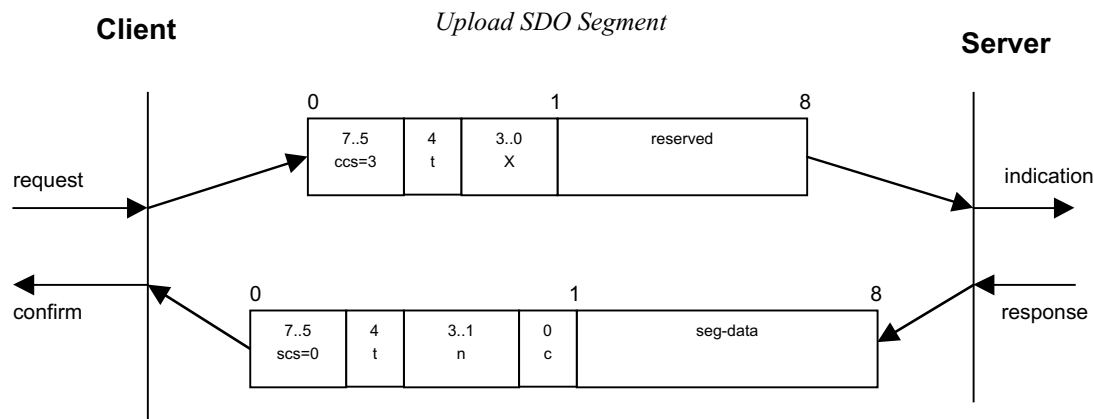 Upload SDO Segment
Client
Server
0 1 8
7..5 4 3..0 reserved
ccs=3 t X
request
indication
confirm
response
0 1 8
7..5 4 3..1 0 seg-data
scs=0 t n c